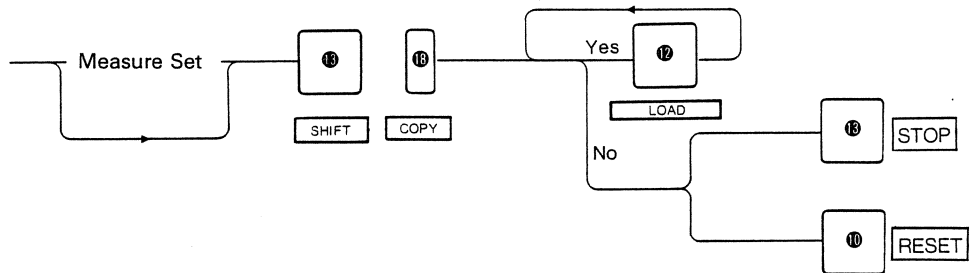 Yes
Measure Set
⓭
⓲
⓬
SHIFT
COPY
LOAD
No
⓭
STOP
❿
RESET